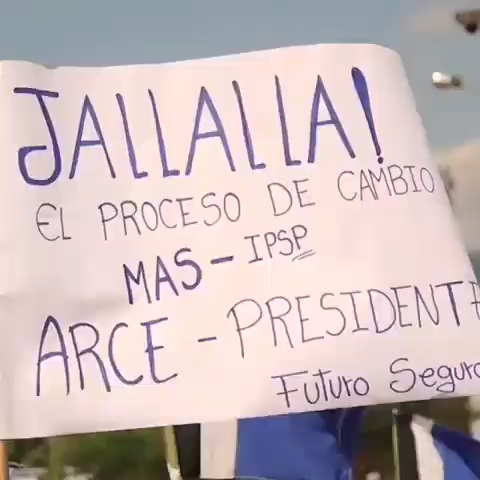 JALLALLA!
EL PROCESO DE CAMBIO
MAS - IPSP
ARCE - PRESIDENTE
Futuro Seguro